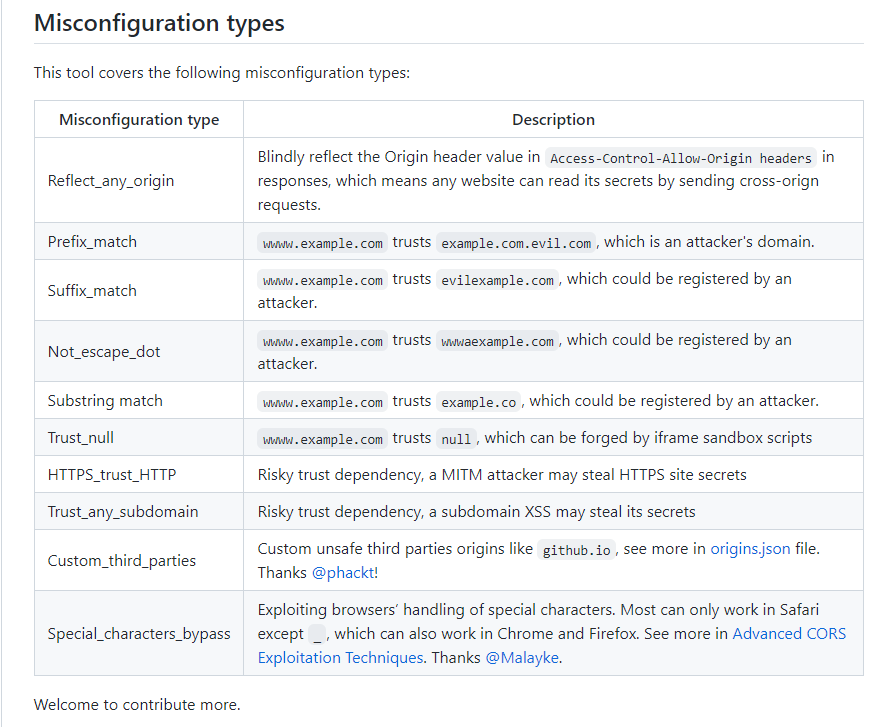 Misconfiguration types
This tool covers the following misconfiguration types:
Misconfiguration type
Description
Reflect_any_origin
Blindly reflect the Origin header value in Access-Control-Allow-Origin headers in
responses, which means any website can read its secrets by sending cross-orign
requests.
Prefix_match
wwww.example.com trusts example.com.evil.com, which is an attacker's domain.
Suffix_match
wwww.example.com trusts evilexample.com, which could be registered by an
attacker.
Not_escape_dot
wwww.example.com trusts wwwaexample.com, which could be registered by an
attacker.
Substring match
wwww.example.com trusts example.co, which could be registered by an attacker.
Trust_null
wwww.example.com trusts null, which can be forged by iframe sandbox scripts
HTTPS_trust_HTTP
Risky trust dependency, a MITM attacker may steal HTTPS site secrets
Trust_any_subdomain
Risky trust dependency, a subdomain XSS may steal its secrets
Custom_third_parties
Custom unsafe third parties origins like github.io, see more in origins.json file.
Thanks @phackt!
Special_characters_bypass
Exploiting browsers’ handling of special characters. Most can only work in Safari
except _, which can also work in Chrome and Firefox. See more in Advanced CORS
Exploitation Techniques. Thanks @Malayke.
Welcome to contribute more.